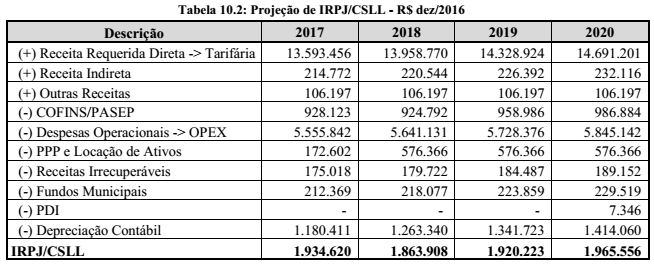 Tabela 10.2: Projeção de IRPJ/CSLL - R$ dez/2016
Descrição 2017 2018 2019 2020
(+) Receita Requerida Direta -> Tarifária 13.593.456 13.958.770 14.328.924 14.691.201
(+) Receita Indireta 214.772 220.544 226.392 232.116
(+) Outras Receitas 106.197 106.197 106.197 106.197
(-) COFINS/PASEP 928.123 924.792 958.986 986.884
(-) Despesas Operacionais -> OPEX 5.555.842 5.641.131 5.728.376 5.845.142
(-) PPP e Locação de Ativos 172.602 576.366 576.366 576.366
(-) Receitas Irrecuperáveis 175.018 179.722 184.487 189.152
(-) Fundos Municipais 212.369 218.077 223.859 229.519
(-) PDI - - - 7.346
(-) Depreciação Contábil 1.180.411 1.263.340 1.341.723 1.414.060
IRPJ/CSLL 1.934.620 1.863.908 1.920.223 1.965.556